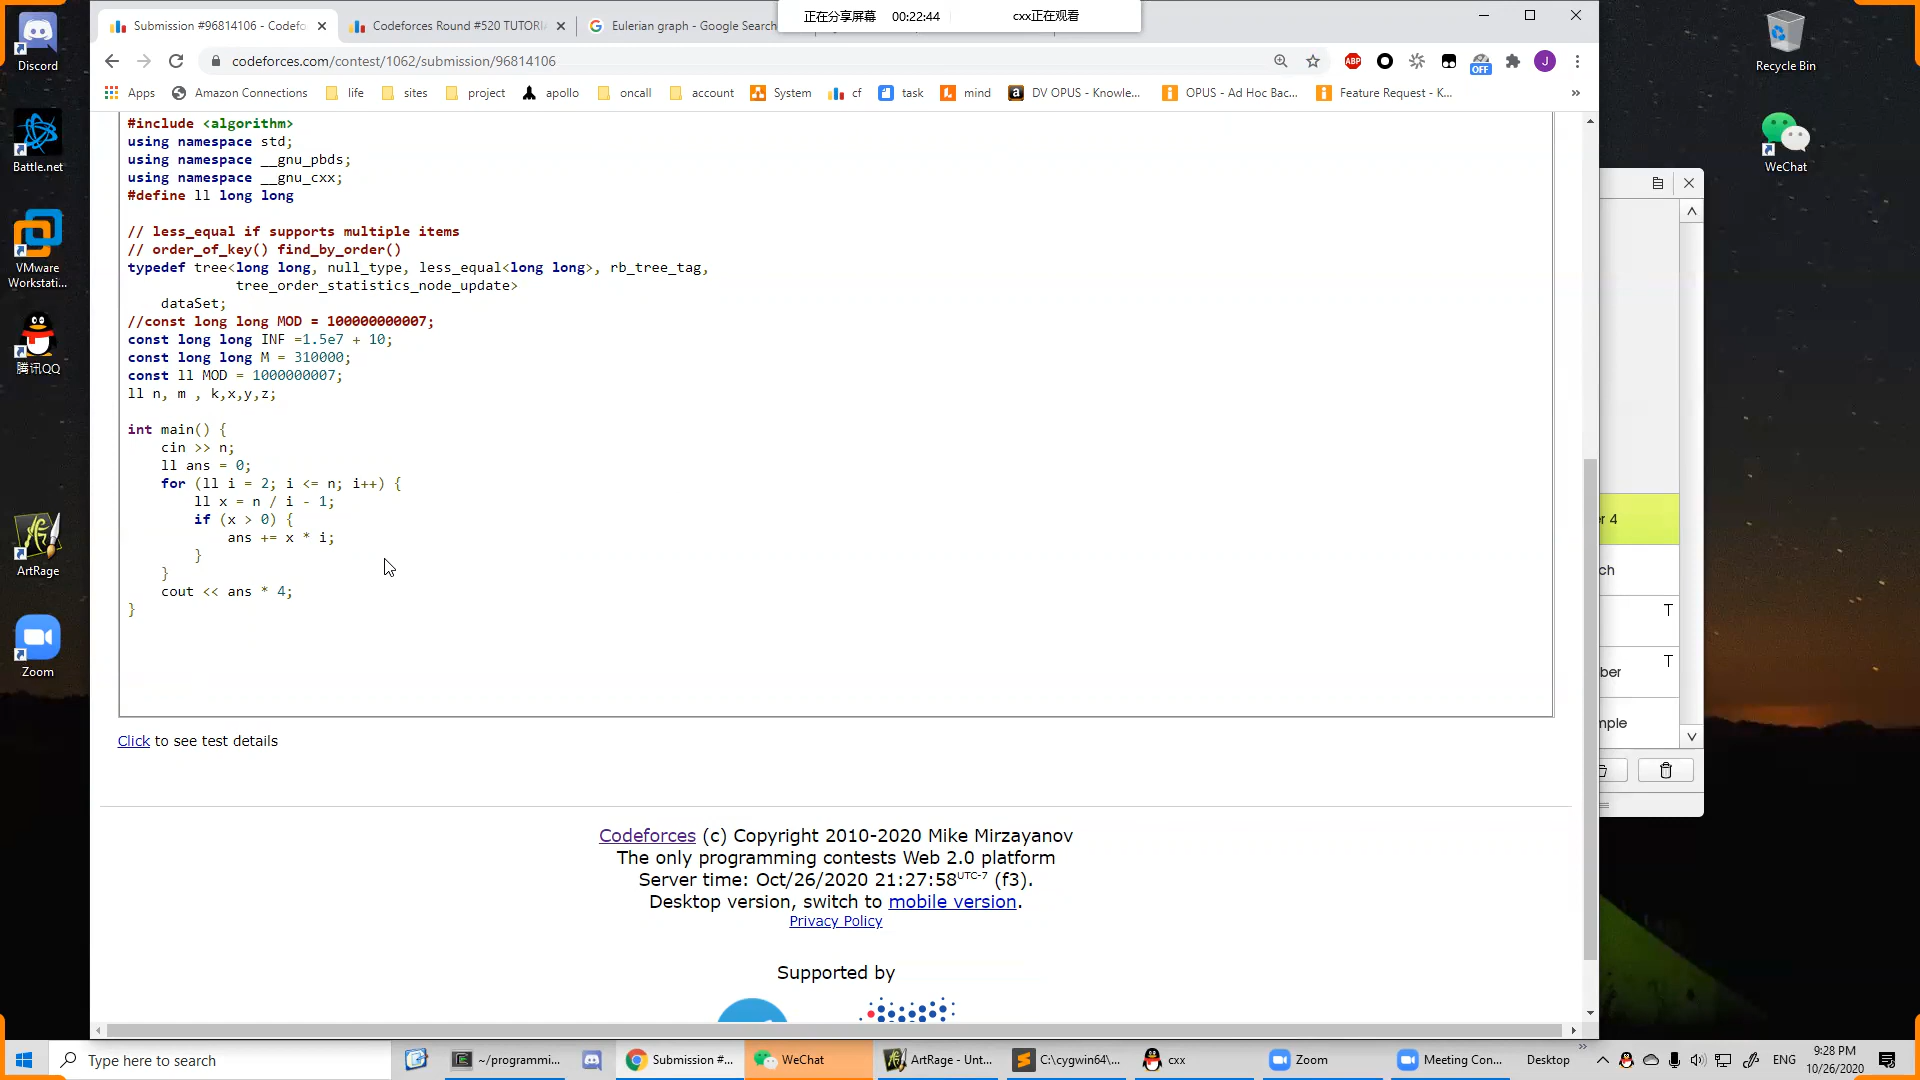 正在分享屏幕 00:22:44 cxx正在观看
Submission #96814106 - Codefo
Codeforces Round #520 TUTORI
Eulerian graph - Google Search
codeforces.com/contest/1062/submission/96814106
ABP
OFF
J
Apps Amazon Connections life sites project apollo oncall account System cf task mind DV OPUS - Knowle... OPUS - Ad Hoc Bac... Feature Request - K... »
Discord
Battle.net
VMware
Workstati...
腾讯QQ
ArtRage
Zoom
Recycle Bin
WeChat
#include <algorithm>
using namespace std;
using namespace __gnu_pbds;
using namespace __gnu_cxx;
#define ll long long
// less_equal if supports multiple items
// order_of_key() find_by_order()
typedef tree<long long, null_type, less_equal<long long>, rb_tree_tag,
tree_order_statistics_node_update>
dataSet;
//const long long MOD = 100000000007;
const long long INF =1.5e7 + 10;
const long long M = 310000;
const ll MOD = 1000000007;
ll n, m , k,x,y,z;
int main() {
cin >> n;
ll ans = 0;
for (ll i = 2; i <= n; i++) {
ll x = n / i - 1;
if (x > 0) {
ans += x * i;
}
}
cout << ans * 4;
}
Click to see test details
Codeforces (c) Copyright 2010-2020 Mike Mirzayanov
The only programming contests Web 2.0 platform
Server time: Oct/26/2020 21:27:58UTC-7 (f3).
Desktop version, switch to mobile version.
Privacy Policy
Supported by
r 4
ch
T
ber T
mple
Type here to search
~/programmi...
Submission #...
WeChat
ArtRage - Unt...
C:\cygwin64\...
cxx
Zoom
Meeting Con...
Desktop »
ENG
9:28 PM
10/26/2020